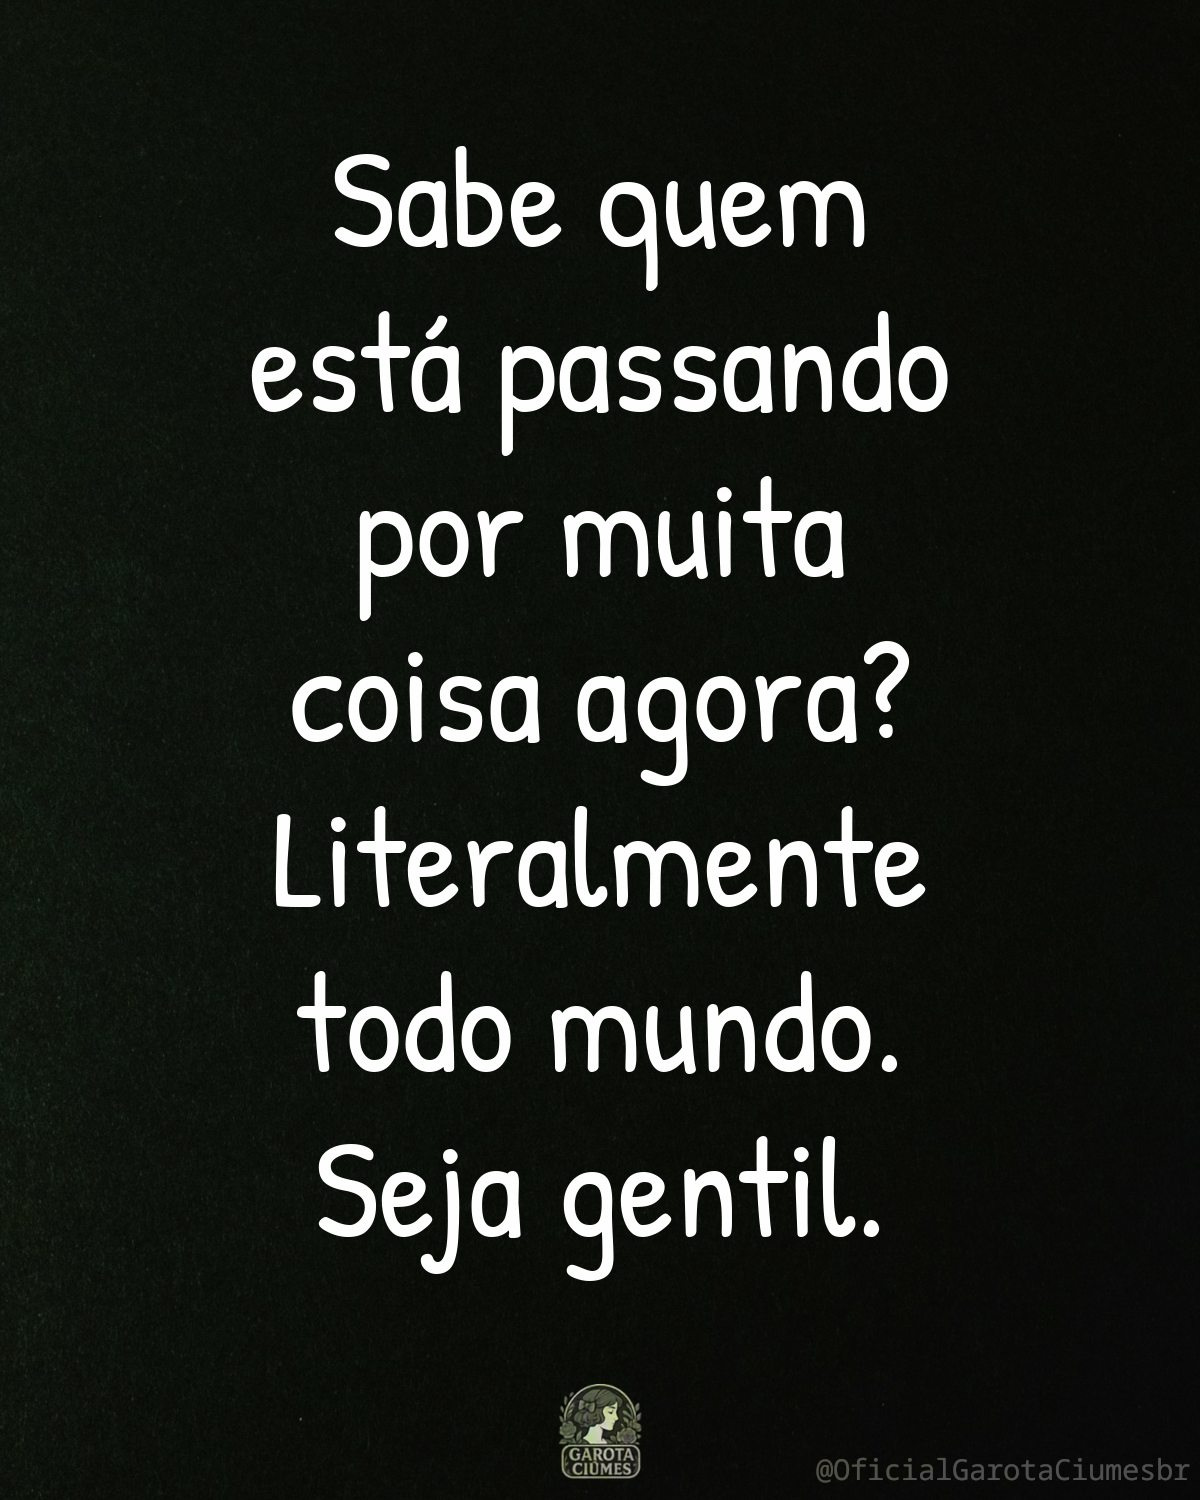 Sabe quem
está passando
por muita
coisa agora?
Literalmente
todo mundo.
Seja gentil.
GAROTA
CIÚMES
@OficialGarotaCiumesbr